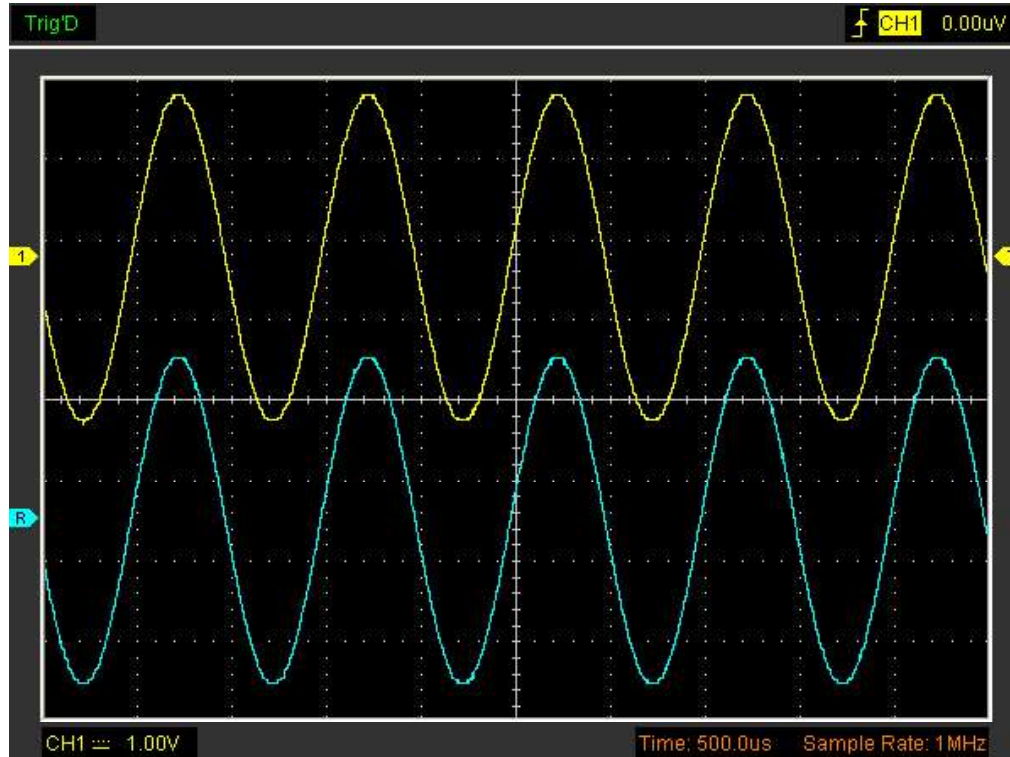 Trig'D
CH1 0.00uV
1
R
CH1 1.00V
Time: 500.0us Sample Rate: 1MHz